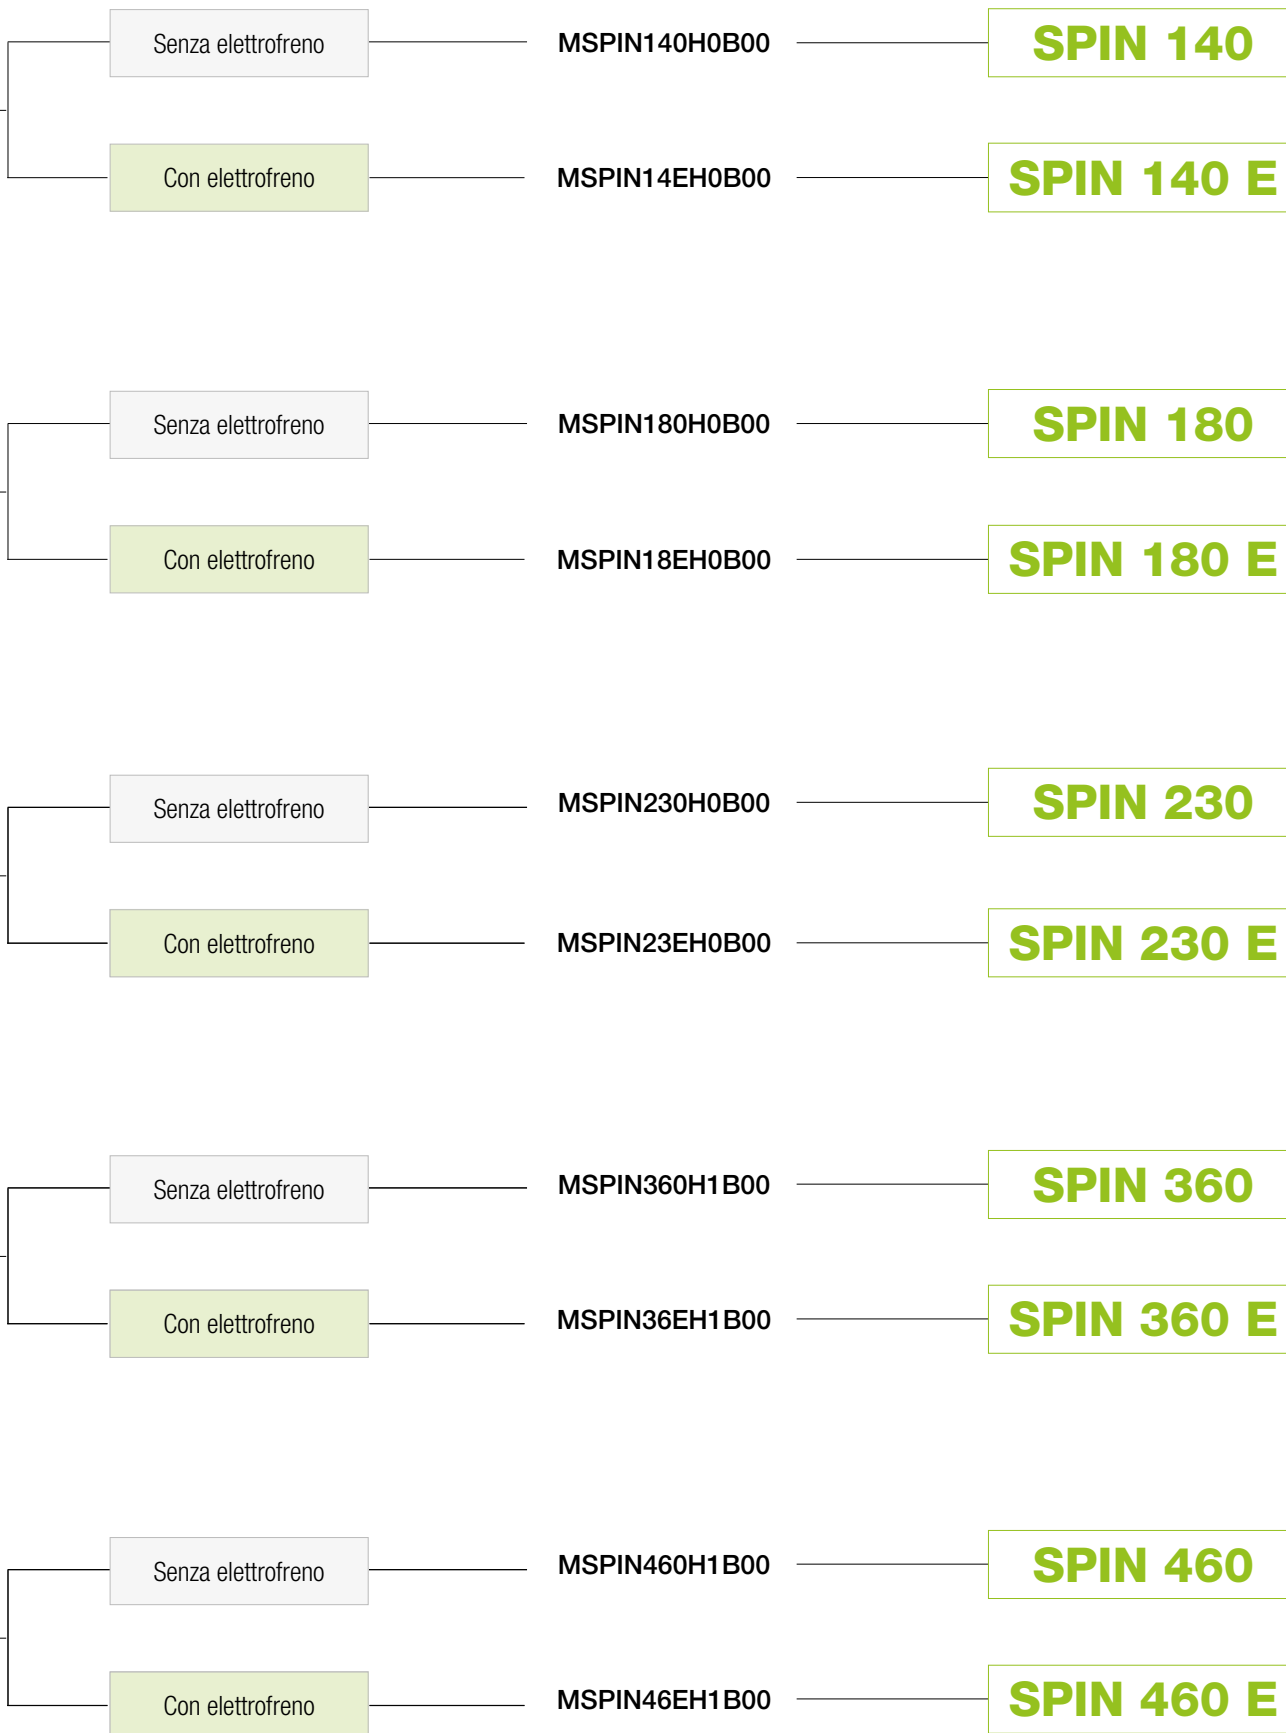 Senza elettrofreno MSPIN140H0B00 SPIN 140
Con elettrofreno MSPIN14EH0B00 SPIN 140 E
Senza elettrofreno MSPIN180H0B00 SPIN 180
Con elettrofreno MSPIN18EH0B00 SPIN 180 E
Senza elettrofreno MSPIN230H0B00 SPIN 230
Con elettrofreno MSPIN23EH0B00 SPIN 230 E
Senza elettrofreno MSPIN360H1B00 SPIN 360
Con elettrofreno MSPIN36EH1B00 SPIN 360 E
Senza elettrofreno MSPIN460H1B00 SPIN 460
Con elettrofreno MSPIN46EH1B00 SPIN 460 E